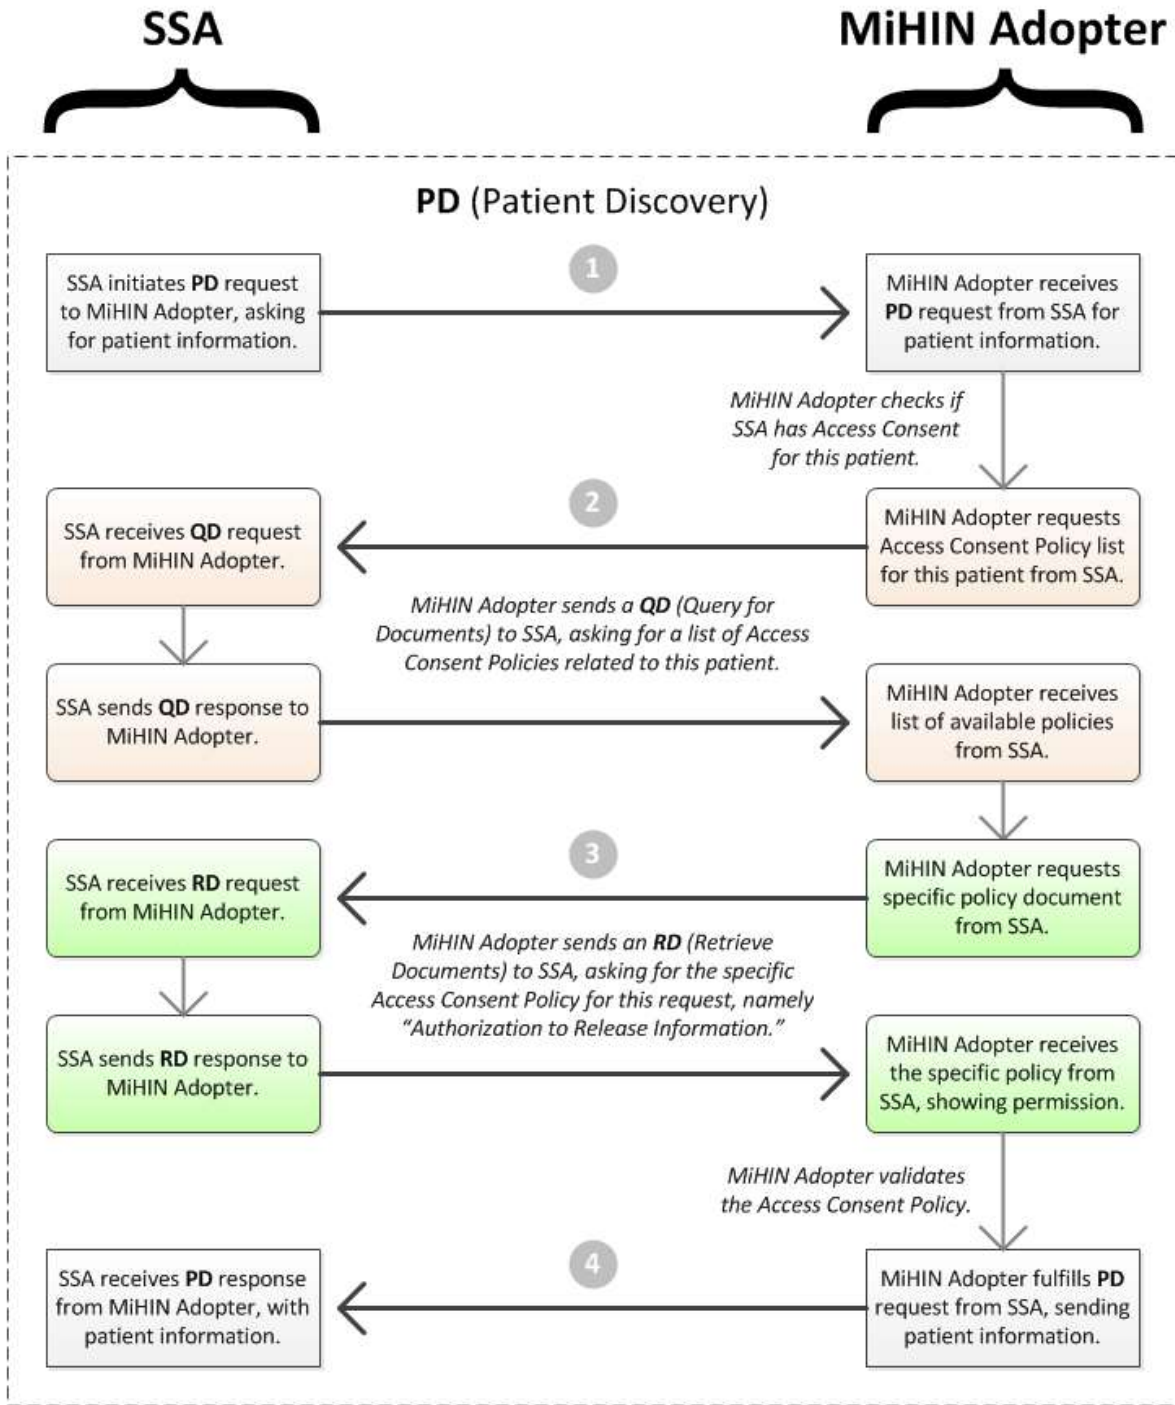 SSA
MiHIN Adopter
PD (Patient Discovery)
1
SSA initiates PD request
to MiHIN Adopter, asking
for patient information.
MiHIN Adopter receives
PD request from SSA for
patient information.
MiHIN Adopter checks if
SSA has Access Consent
for this patient.
2
SSA receives QD request
from MiHIN Adopter.
MiHIN Adopter requests
Access Consent Policy list
for this patient from SSA.
MiHIN Adopter sends a QD (Query for
Documents) to SSA, asking for a list of Access
Consent Policies related to this patient.
SSA sends QD response to
MiHIN Adopter.
MiHIN Adopter receives
list of available policies
from SSA.
3
SSA receives RD request
from MiHIN Adopter.
MiHIN Adopter requests
specific policy document
from SSA.
MiHIN Adopter sends an RD (Retrieve
Documents) to SSA, asking for the specific
Access Consent Policy for this request, namely
“Authorization to Release Information.”
SSA sends RD response to
MiHIN Adopter.
MiHIN Adopter receives
the specific policy from
SSA, showing permission.
MiHIN Adopter validates
the Access Consent Policy.
4
SSA receives PD response
from MiHIN Adopter, with
patient information.
MiHIN Adopter fulfills PD
request from SSA, sending
patient information.